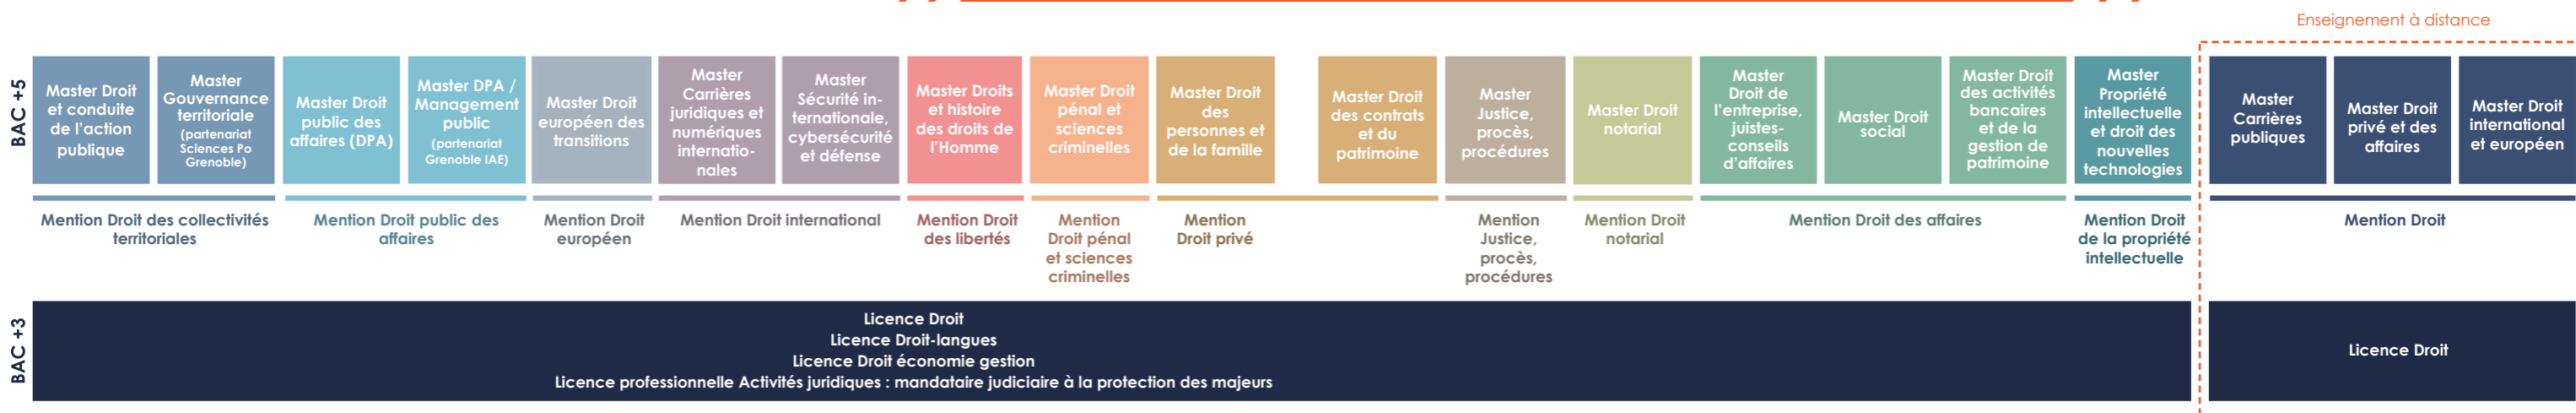 Enseignement à distance
BAC +5
Master Droit
et conduite
de l'action
publique
Master
Gouvernance
territoriale
(partenariat
Sciences Po
Grenoble)
Master Droit
public des
affaires (DPA)
Master DPA /
Management
public
(partenariat
Grenoble IAE)
Master Droit
européen des
transitions
Master
Carrières
juridiques et
numériques
internatio-
nales
Master
Sécurité in-
ternationale,
cybersécurité
et défense
Master Droits
et histoire
des droits de
l'Homme
Master Droit
pénal et
sciences
criminelles
Master Droit
des
personnes et
de la famille
Master Droit
des contrats
et du
patrimoine
Master
Justice,
procès,
procédures
Master Droit
notarial
Master
Droit de
l'entreprise,
juistes-
conseils
d'affaires
Master Droit
social
Master Droit
des activités
bancaires
et de la
gestion de
patrimoine
Master
Propriété
intellectuelle
et droit des
nouvelles
technologies
Master
Carrières
publiques
Master Droit
privé et des
affaires
Master Droit
international
et européen
Mention Droit des collectivités
territoriales
Mention Droit public des
affaires
Mention Droit
européen
Mention Droit international
Mention Droit
des libertés
Mention
Droit pénal
et sciences
criminelles
Mention
Droit privé
Mention
Justice,
procès,
procédures
Mention Droit
notarial
Mention Droit des affaires
Mention Droit
de la propriété
intellectuelle
Mention Droit
BAC +3
Licence Droit
Licence Droit-langues
Licence Droit économie gestion
Licence professionnelle Activités juridiques : mandataire judiciaire à la protection des majeurs
Licence Droit